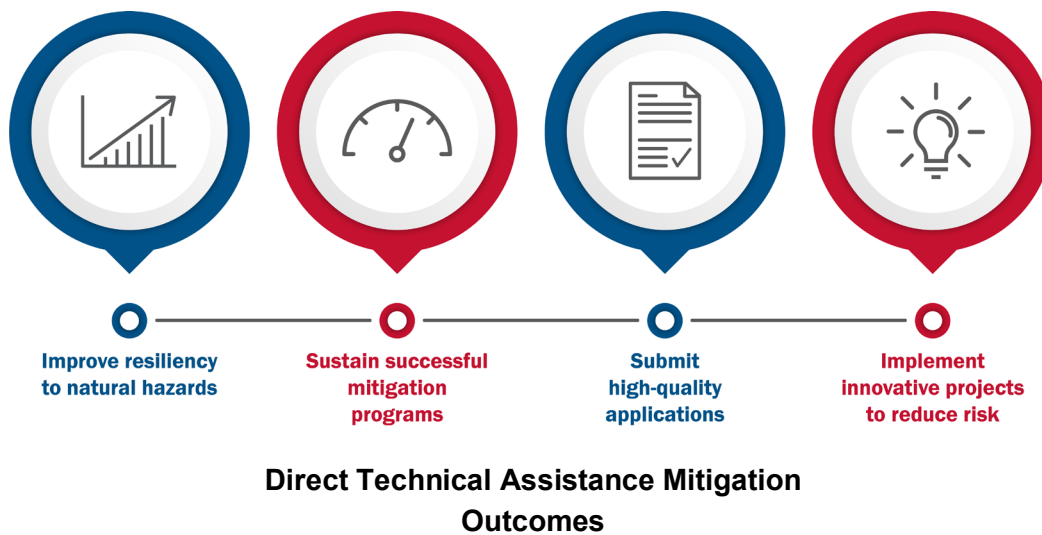 Improve resiliency
to natural hazards
Sustain successful
mitigation
programs
Submit
high-quality
applications
Implement
innovative projects
to reduce risk
Direct Technical Assistance Mitigation
Outcomes